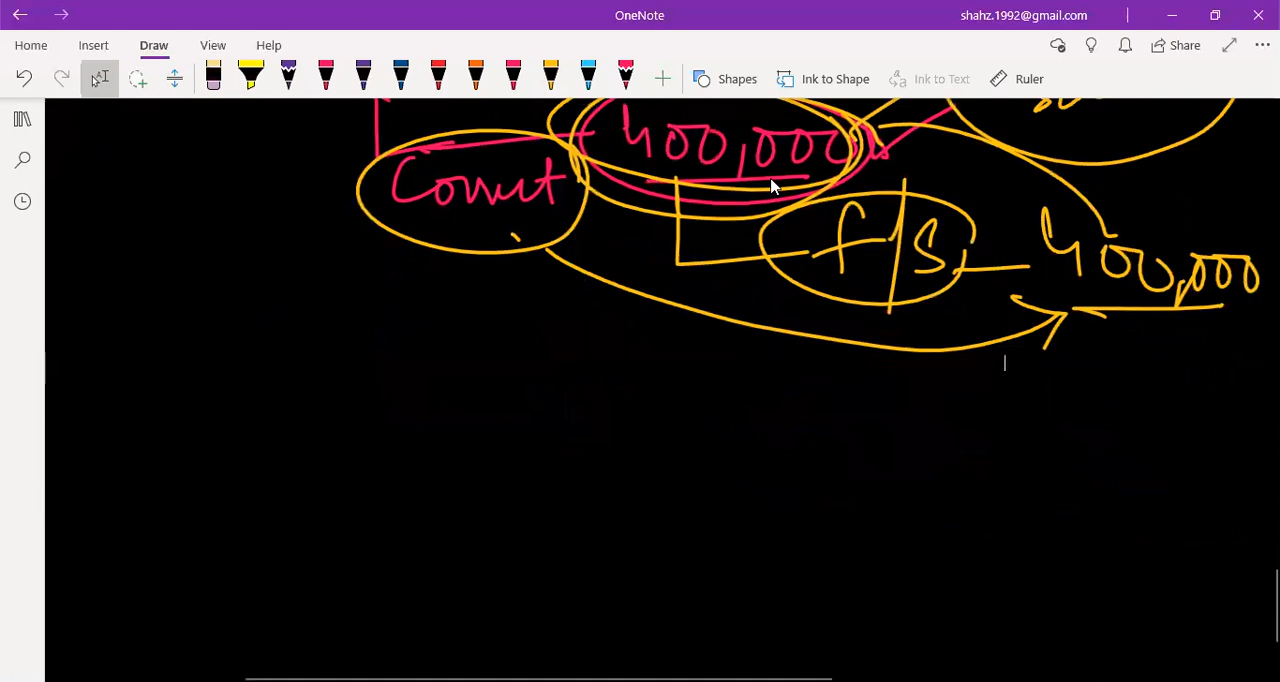 OneNote
shahz.1992@gmail.com
Home Insert Draw View Help
Share
Shapes Ink to Shape Ink to Text Ruler
400,000
Comut
f/s 400,000